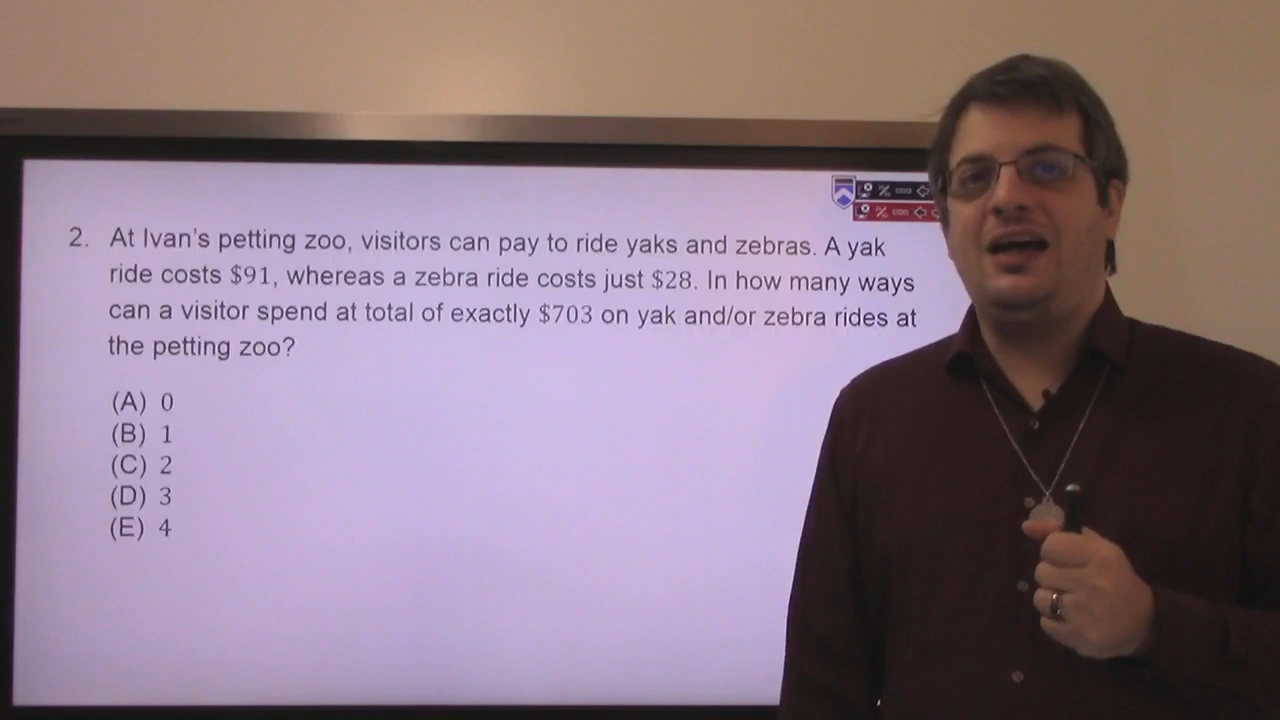 2. At Ivan's petting zoo, visitors can pay to ride yaks and zebras. A yak
ride costs $91, whereas a zebra ride costs just $28. In how many ways
can a visitor spend at total of exactly $703 on yak and/or zebra rides at
the petting zoo?
(A) 0
(B) 1
(C) 2
(D) 3
(E) 4